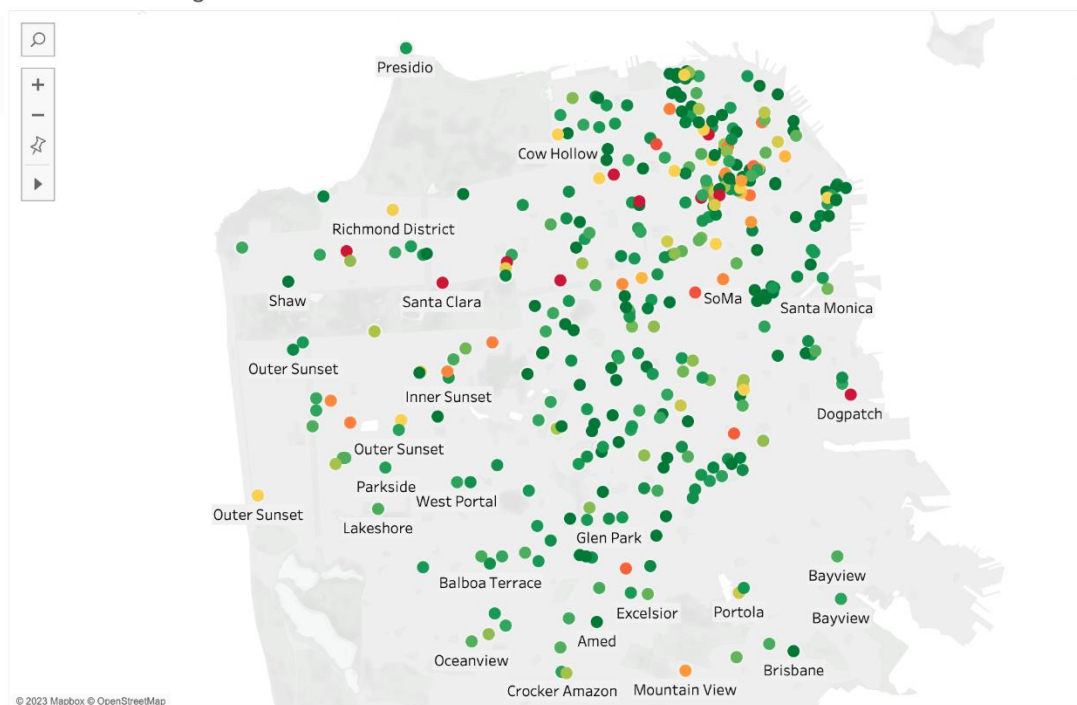 Presidio
Cow Hollow
Richmond District
Shaw
Santa Clara
SoMa
Santa Monica
Outer Sunset
Inner Sunset
Dogpatch
Outer Sunset
Parkside
West Portal
Outer Sunset
Lakeshore
Glen Park
Balboa Terrace
Bayview
Excelsior
Portola
Bayview
Amed
Oceanview
Brisbane
Crocker Amazon
Mountain View
© 2023 Mapbox © OpenStreetMap